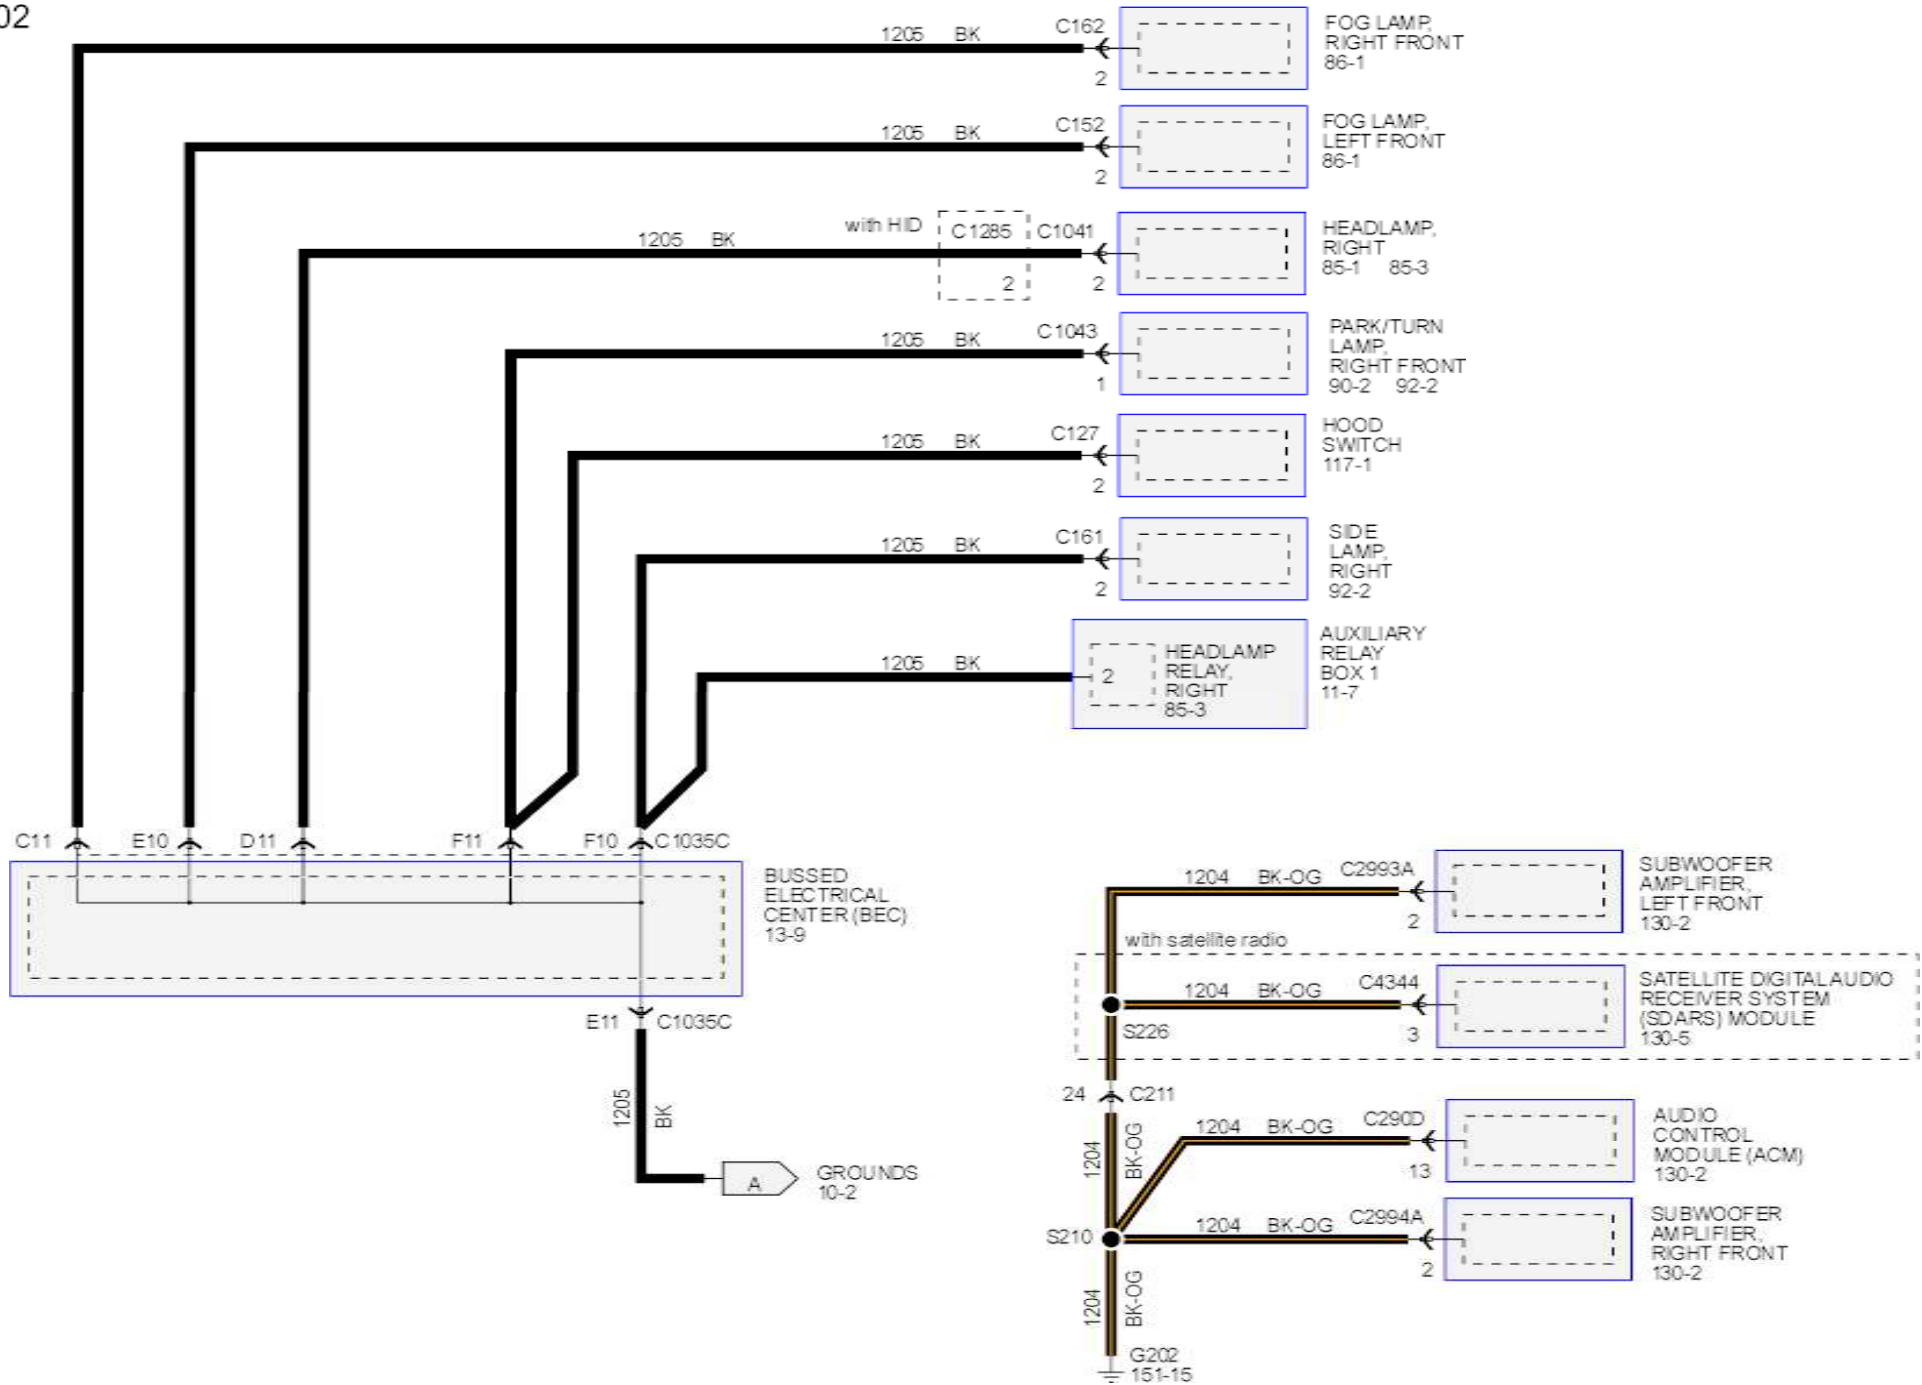 02
1205 BK C162
2
FOG LAMP,
RIGHT FRONT
86-1
1205 BK C152
2
FOG LAMP,
LEFT FRONT
86-1
1205 BK with HID C1285 C1041
2 2
HEADLAMP,
RIGHT
85-1 85-3
1205 BK C1043
1
PARK/TURN
LAMP,
RIGHT FRONT
90-2 92-2
1205 BK C127
2
HOOD
SWITCH
117-1
1205 BK C161
2
SIDE
LAMP,
RIGHT
92-2
1205 BK
2
HEADLAMP
RELAY,
RIGHT
85-3
AUXILIARY
RELAY
BOX 1
11-7
C11 E10 D11 F11 F10 C1035C
BUSSED
ELECTRICAL
CENTER (BEC)
13-9
E11 C1035C
1205 BK
A
GROUNDS
10-2
1204 BK-OG C2993A
2
SUBWOOFER
AMPLIFIER,
LEFT FRONT
130-2
with satellite radio
1204 BK-OG C4344
S226
3
SATELLITE DIGITAL AUDIO
RECEIVER SYSTEM
(SDARS) MODULE
130-5
24 C211
1204 BK-OG
1204 BK-OG C290D
13
AUDIO
CONTROL
MODULE (ACM)
130-2
S210
1204 BK-OG C2994A
2
SUBWOOFER
AMPLIFIER,
RIGHT FRONT
130-2
1204 BK-OG
G202
151-15